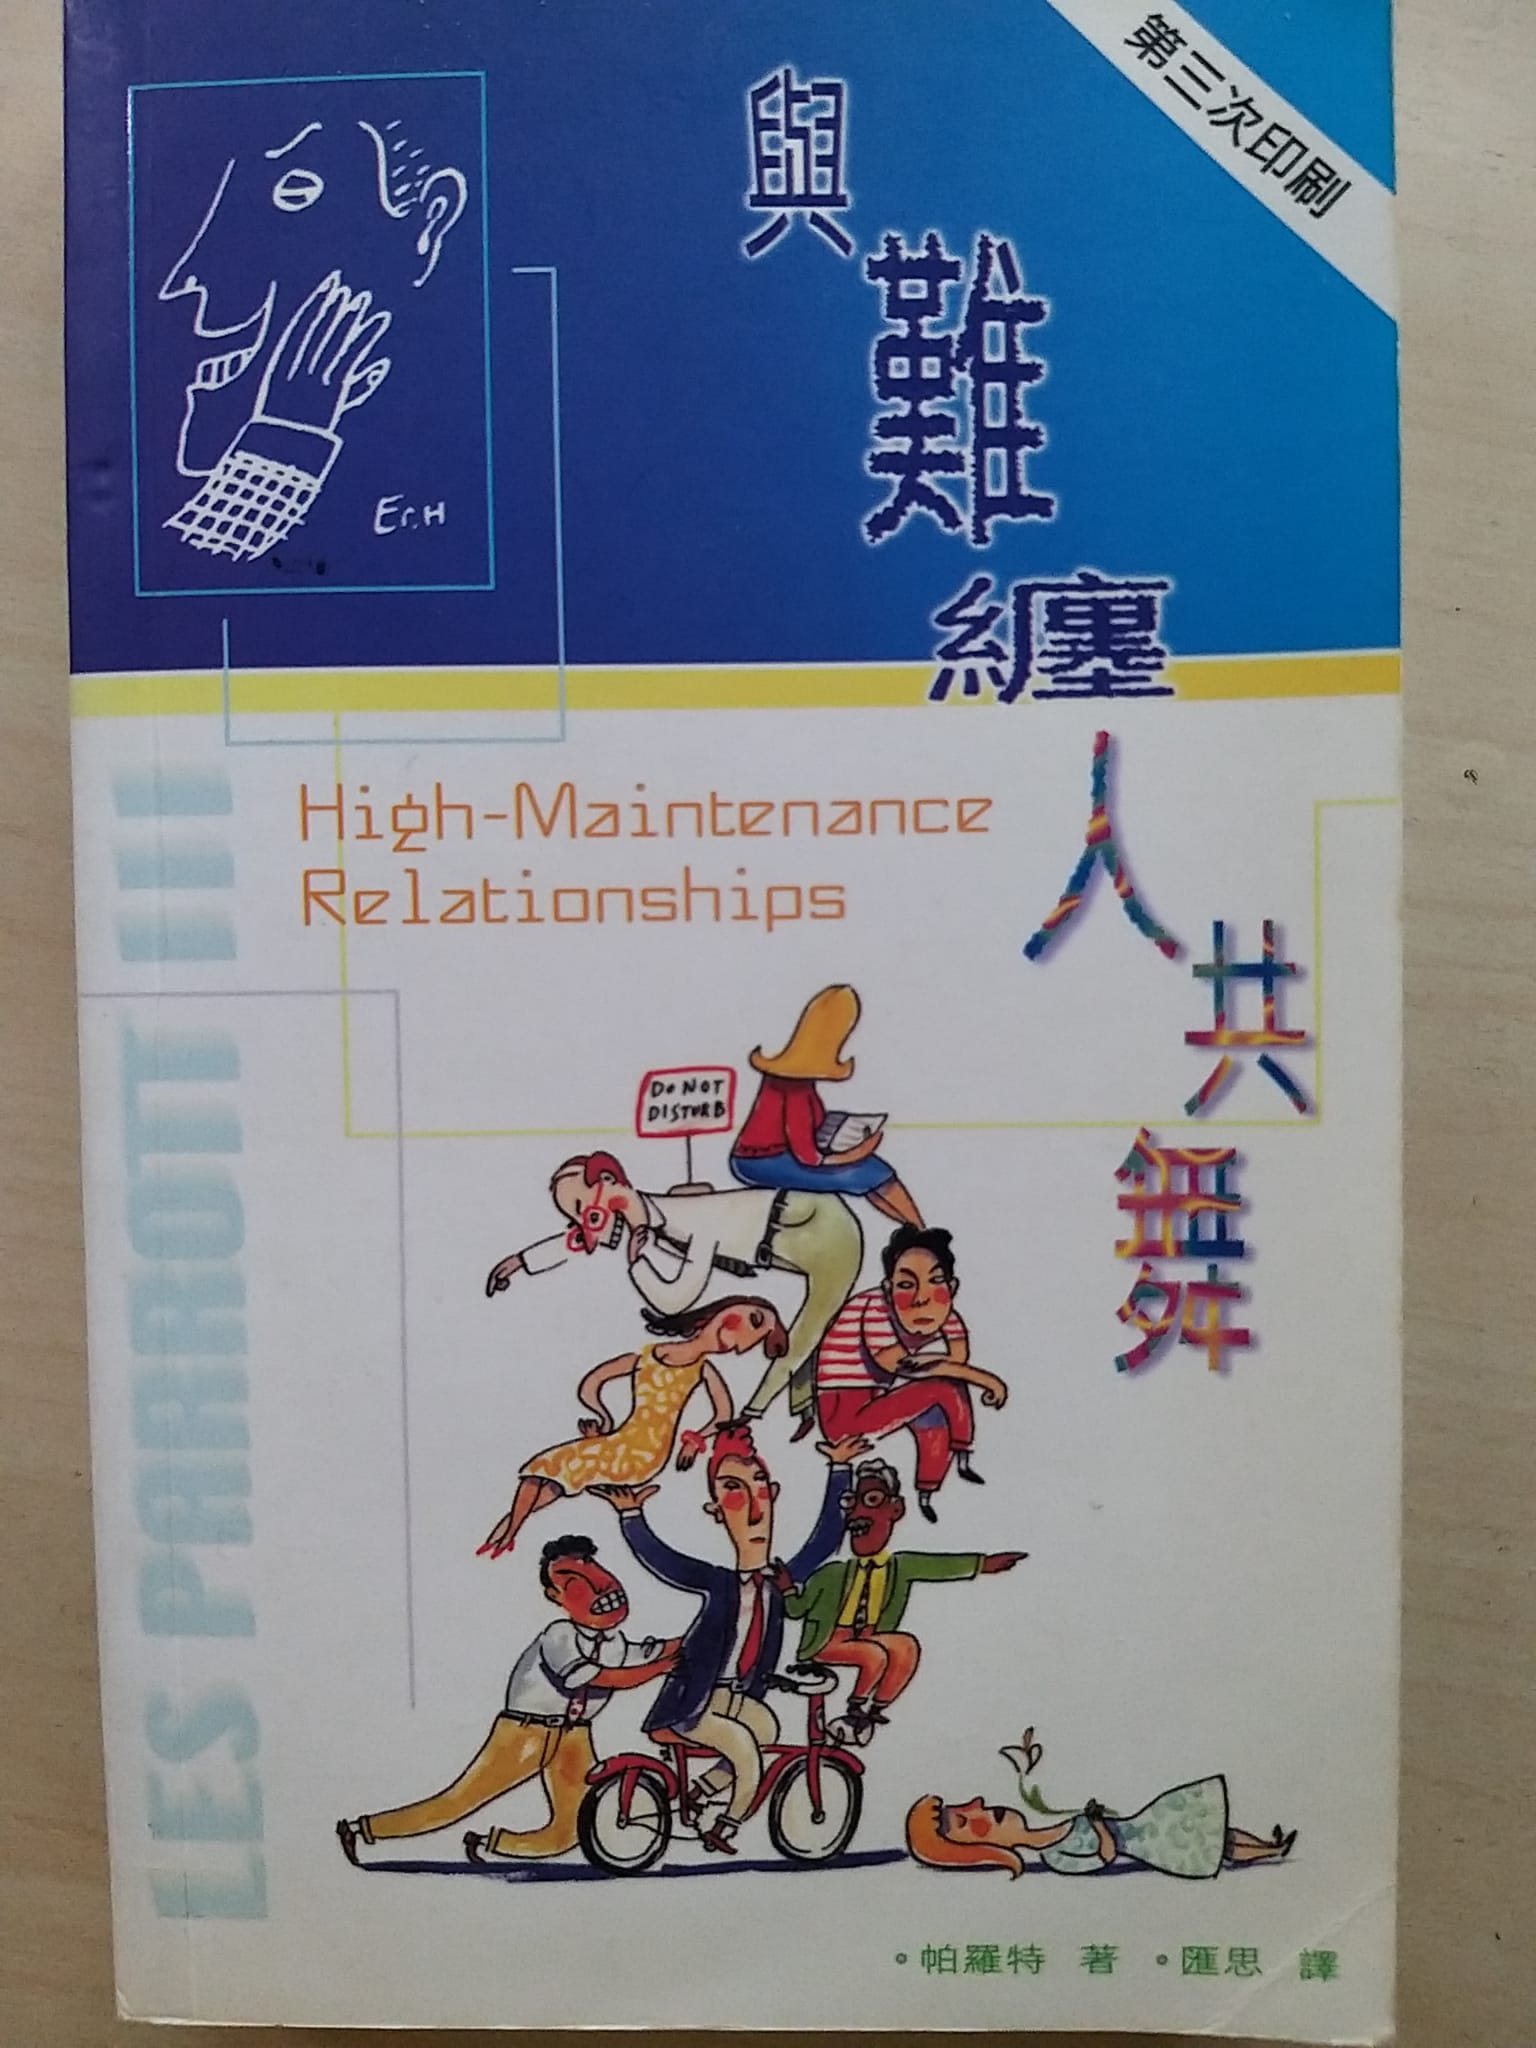 第三次印刷
與難纏人共舞
Er.H
High-Maintenance
Relationships
LES PARROTT III
DO NOT
DISTURB
•帕羅特 著 •匯思 譯